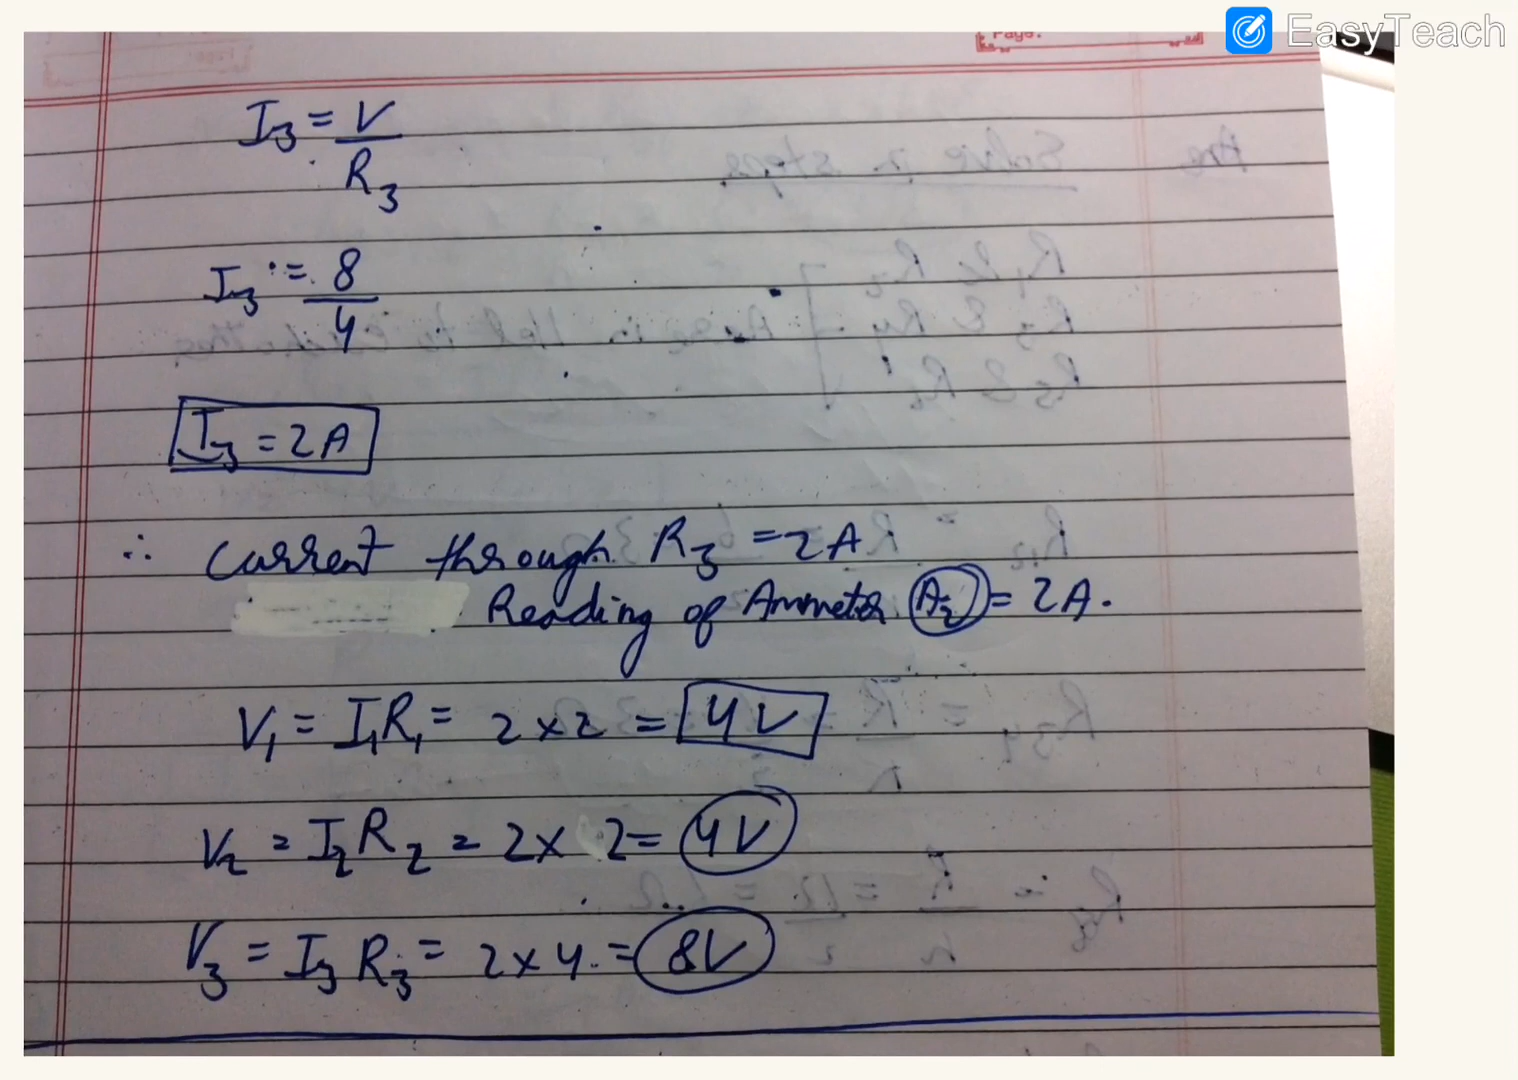 EasyTeach
Page:
I₃ = V
R₃
I₃ = 8
4
I₃ = 2A
∴ Current through R₃ = 2A
Reading of Ammeter A₂ = 2A.
V₁ = I₁R₁ = 2 × 2 = 4V
V₂ = I₂R₂ = 2 × 2 = 4V
V₃ = I₃R₃ = 2 × 4 = 8V